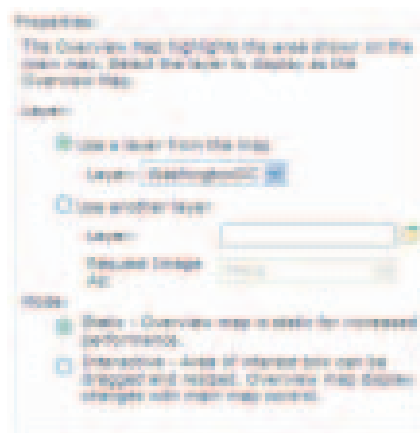 Properties:
The Overview Map highlights the area shown on the
main map. Select the layer to display as the
Overview Map.
Layer:
Use a layer from the map
Layer: WashingtonDC
Use another layer
Layer:
Request Image
As:
Mode:
Static - Overview map is static for increased
performance.
Interactive - Area of interest box can be
dragged and resized. Overview map display
changes with main map